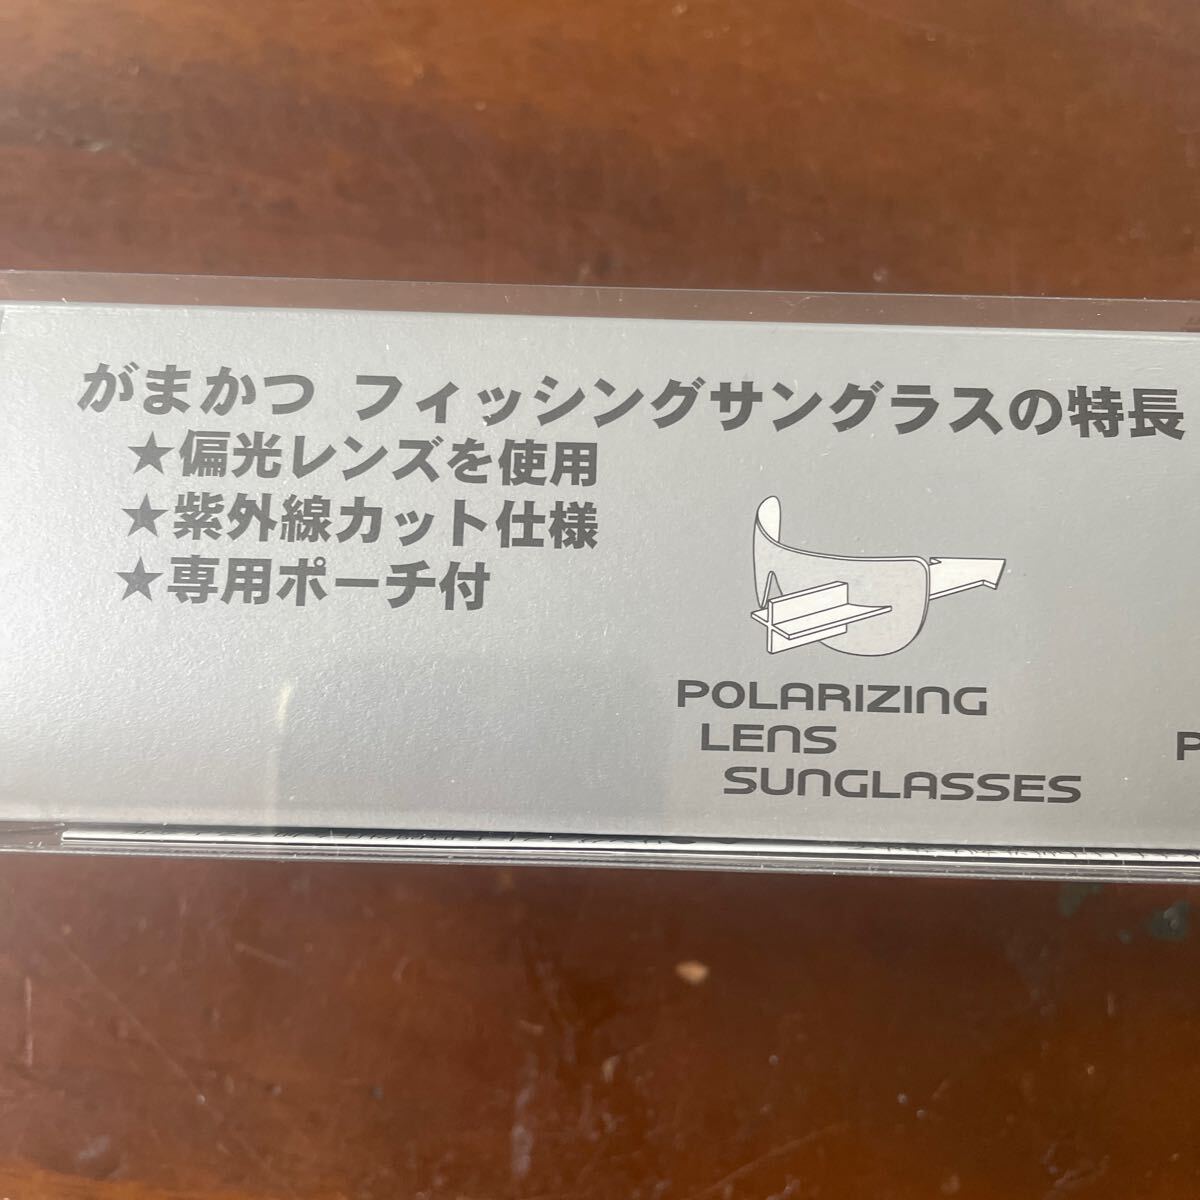 がまかつ フィッシングサングラスの特長
★偏光レンズを使用
★紫外線カット仕様
★専用ポーチ付
POLARIZING
LENS
SUNGLASSES
P